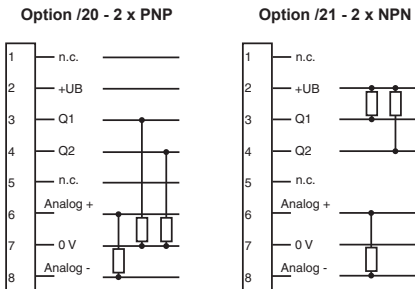 Option /20 - 2 x PNP
1 n.c.
2 +UB
3 Q1
4 Q2
5 n.c.
6 Analog +
7 0 V
8 Analog -
Option /21 - 2 x NPN
1 n.c.
2 +UB
3 Q1
4 Q2
5 n.c.
6 Analog +
7 0 V
8 Analog -